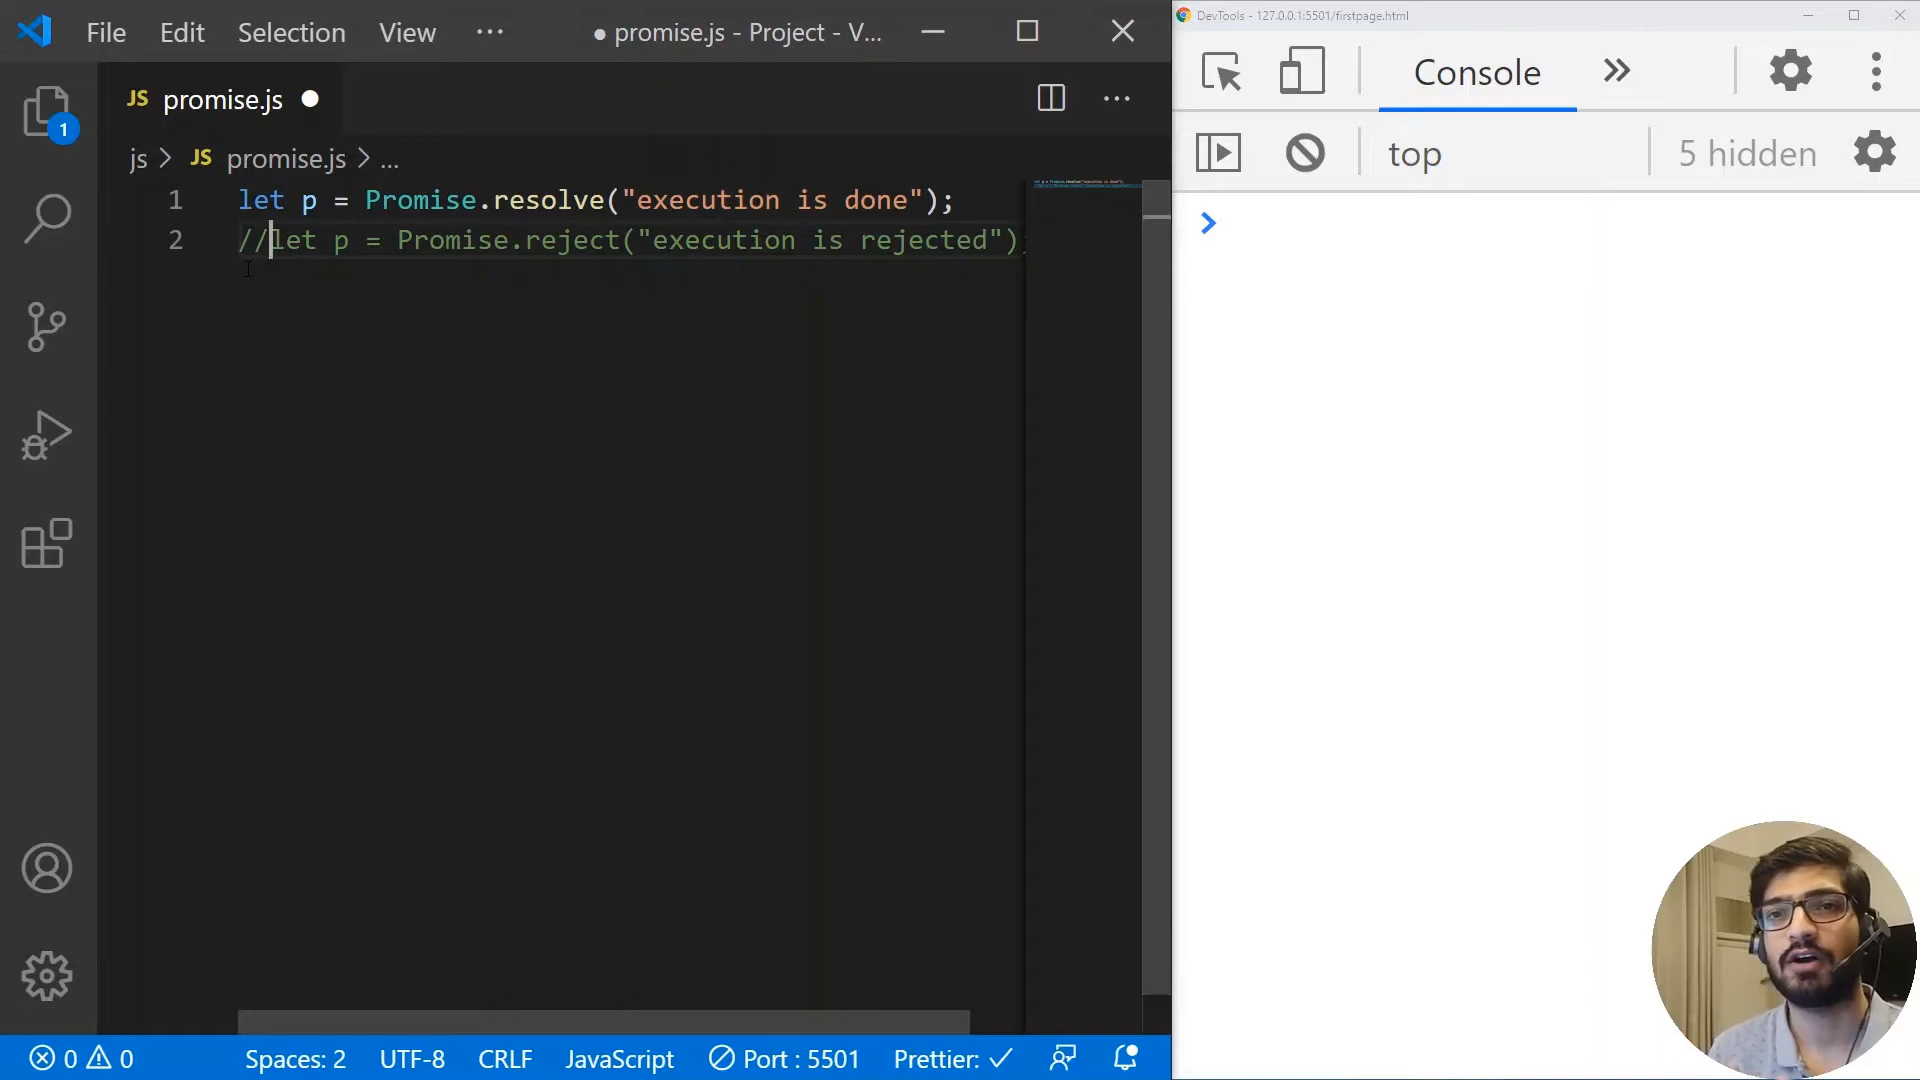 File Edit Selection View ··· ● promise.js - Project - V...
JS promise.js ●
js > JS promise.js > ...
1 let p = Promise.resolve("execution is done");
2 //let p = Promise.reject("execution is rejected");
1
0 0 Spaces: 2 UTF-8 CRLF JavaScript Port : 5501 Prettier: ✓
DevTools - 127.0.0.1:5501/firstpage.html
Console »
top 5 hidden
>